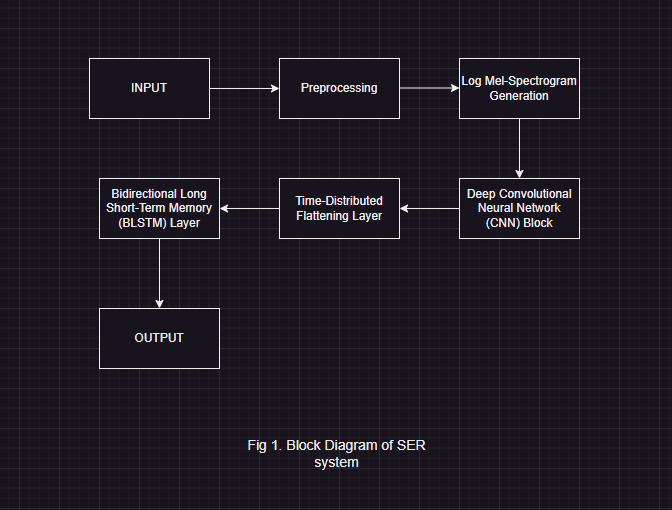 INPUT
Preprocessing
Log Mel-Spectrogram
Generation
Bidirectional Long
Short-Term Memory
(BLSTM) Layer
Time-Distributed
Flattening Layer
Deep Convolutional
Neural Network
(CNN) Block
OUTPUT
Fig 1. Block Diagram of SER
system